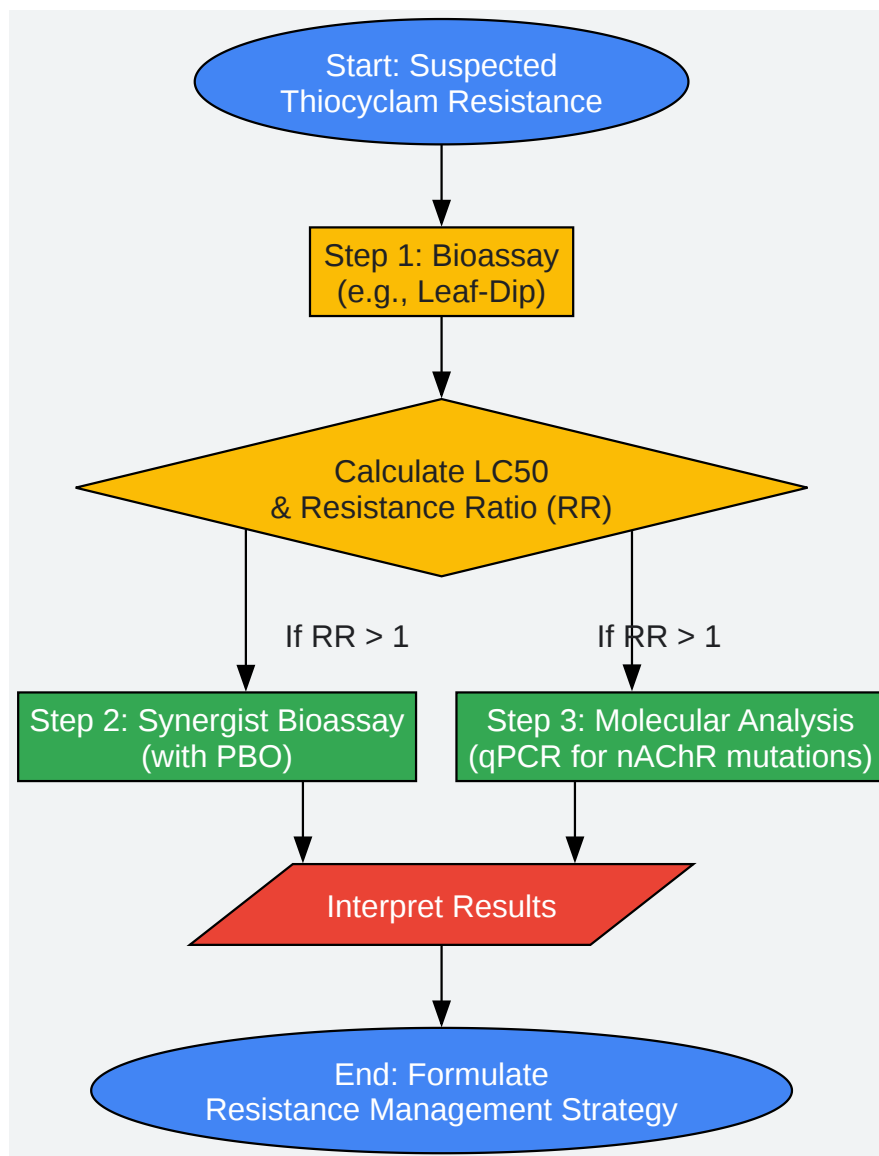 Start: Suspected
Thiocyclam Resistance
Step 1: Bioassay
(e.g., Leaf-Dip)
Calculate LC50
& Resistance Ratio (RR)
If RR > 1
If RR > 1
Step 2: Synergist Bioassay
(with PBO)
Step 3: Molecular Analysis
(qPCR for nAChR mutations)
Interpret Results
End: Formulate
Resistance Management Strategy